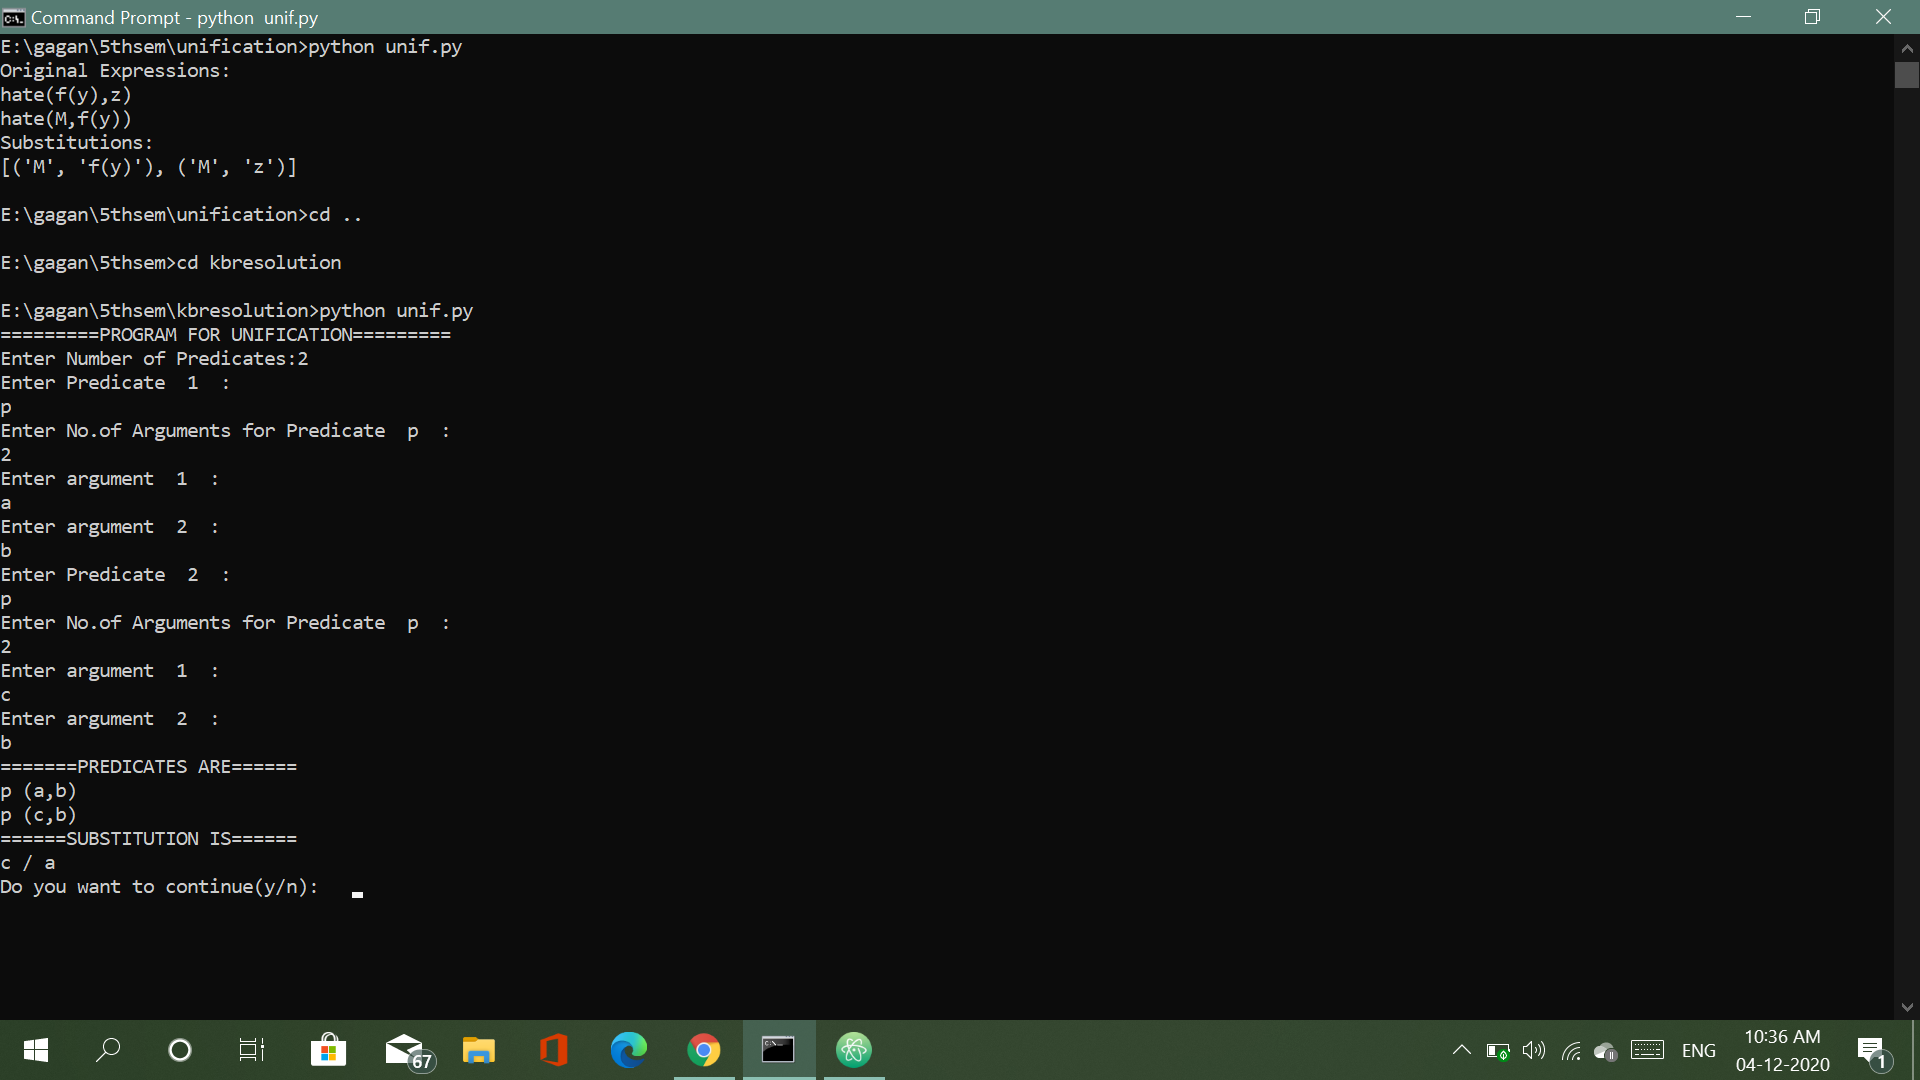 Command Prompt - python  unif.py
E:\gagan\5thsem\unification>python unif.py
Original Expressions:
hate(f(y),z)
hate(M,f(y))
Substitutions:
[('M', 'f(y)'), ('M', 'z')]
E:\gagan\5thsem\unification>cd ..
E:\gagan\5thsem>cd kbresolution
E:\gagan\5thsem\kbresolution>python unif.py
=========PROGRAM FOR UNIFICATION=========
Enter Number of Predicates:2
Enter Predicate  1  :
p
Enter No.of Arguments for Predicate  p  :
2
Enter argument  1  :
a
Enter argument  2  :
b
Enter Predicate  2  :
p
Enter No.of Arguments for Predicate  p  :
2
Enter argument  1  :
c
Enter argument  2  :
b
=======PREDICATES ARE======
p (a,b)
p (c,b)
======SUBSTITUTION IS======
c / a
Do you want to continue(y/n):
67
ENG
10:36 AM
04-12-2020
1